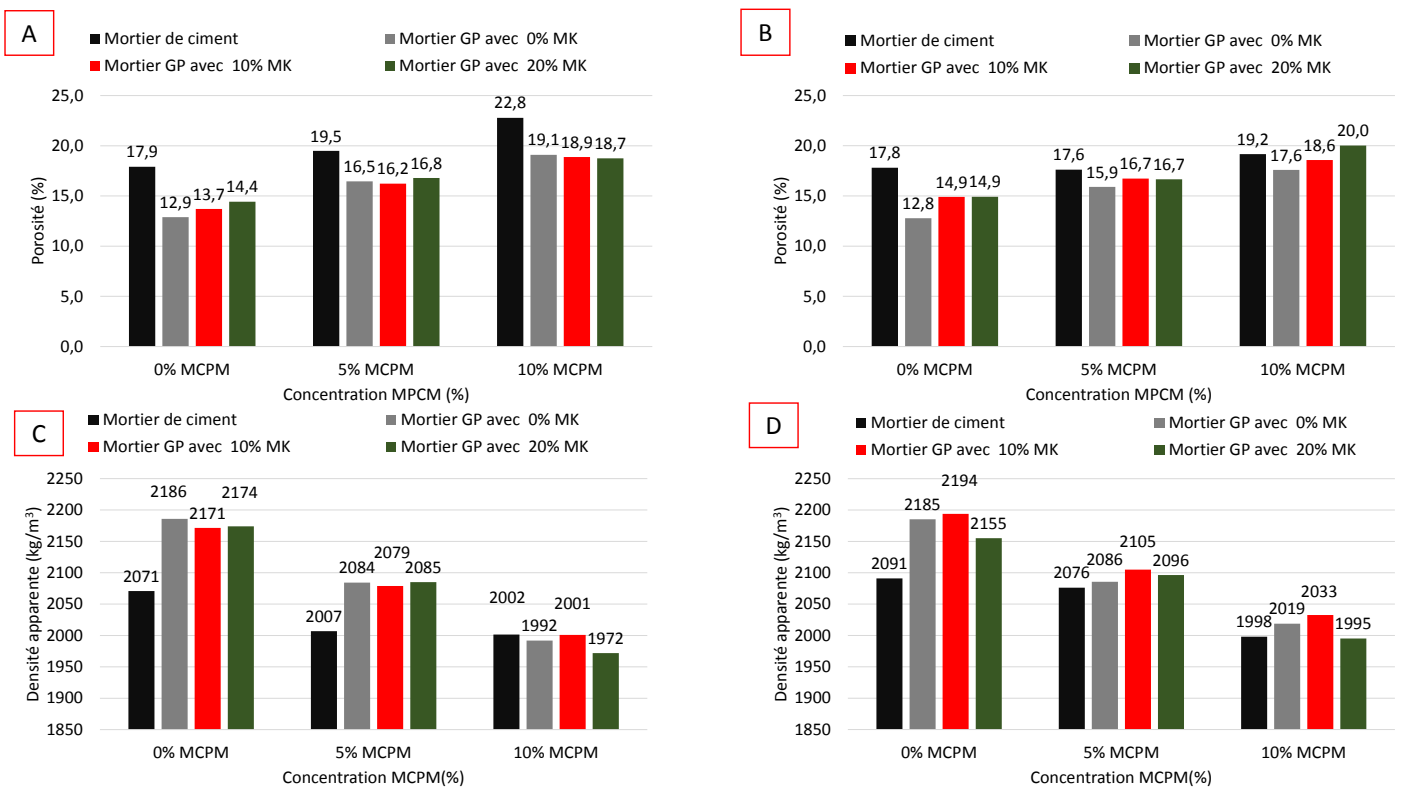 A
Mortier de ciment
Mortier GP avec 0% MK
Mortier GP avec 10% MK
Mortier GP avec 20% MK
Porosité (%)
25,0
20,0
15,0
10,0
5,0
0,0
17,9
12,9
13,7
14,4
19,5
16,5
16,2
16,8
22,8
19,1
18,9
18,7
0% MCPM
5% MCPM
10% MCPM
Concentration MPCM (%)
B
Mortier de ciment
Mortier GP avec 0% MK
Mortier GP avec 10% MK
Mortier GP avec 20% MK
Porosité (%)
25,0
20,0
15,0
10,0
5,0
0,0
17,8
12,8
14,9
14,9
17,6
15,9
16,7
16,7
19,2
17,6
18,6
20,0
0% MCPM
5% MCPM
10% MCPM
Concentration MPCM (%)
C
Mortier de ciment
Mortier GP avec 0% MK
Mortier GP avec 10% MK
Mortier GP avec 20% MK
Densité apparente (kg/m³)
2250
2200
2150
2100
2050
2000
1950
1900
1850
2071
2186
2171
2174
2007
2084
2079
2085
2002
1992
2001
1972
0% MCPM
5% MCPM
10% MCPM
Concentration MCPM(%)
D
Mortier de ciment
Mortier GP avec 0% MK
Mortier GP avec 10% MK
Mortier GP avec 20% MK
Densité apparente (kg/m³)
2250
2200
2150
2100
2050
2000
1950
1900
1850
2091
2185
2194
2155
2076
2086
2105
2096
1998
2019
2033
1995
0% MCPM
5% MCPM
10% MCPM
Concentration MCPM(%)